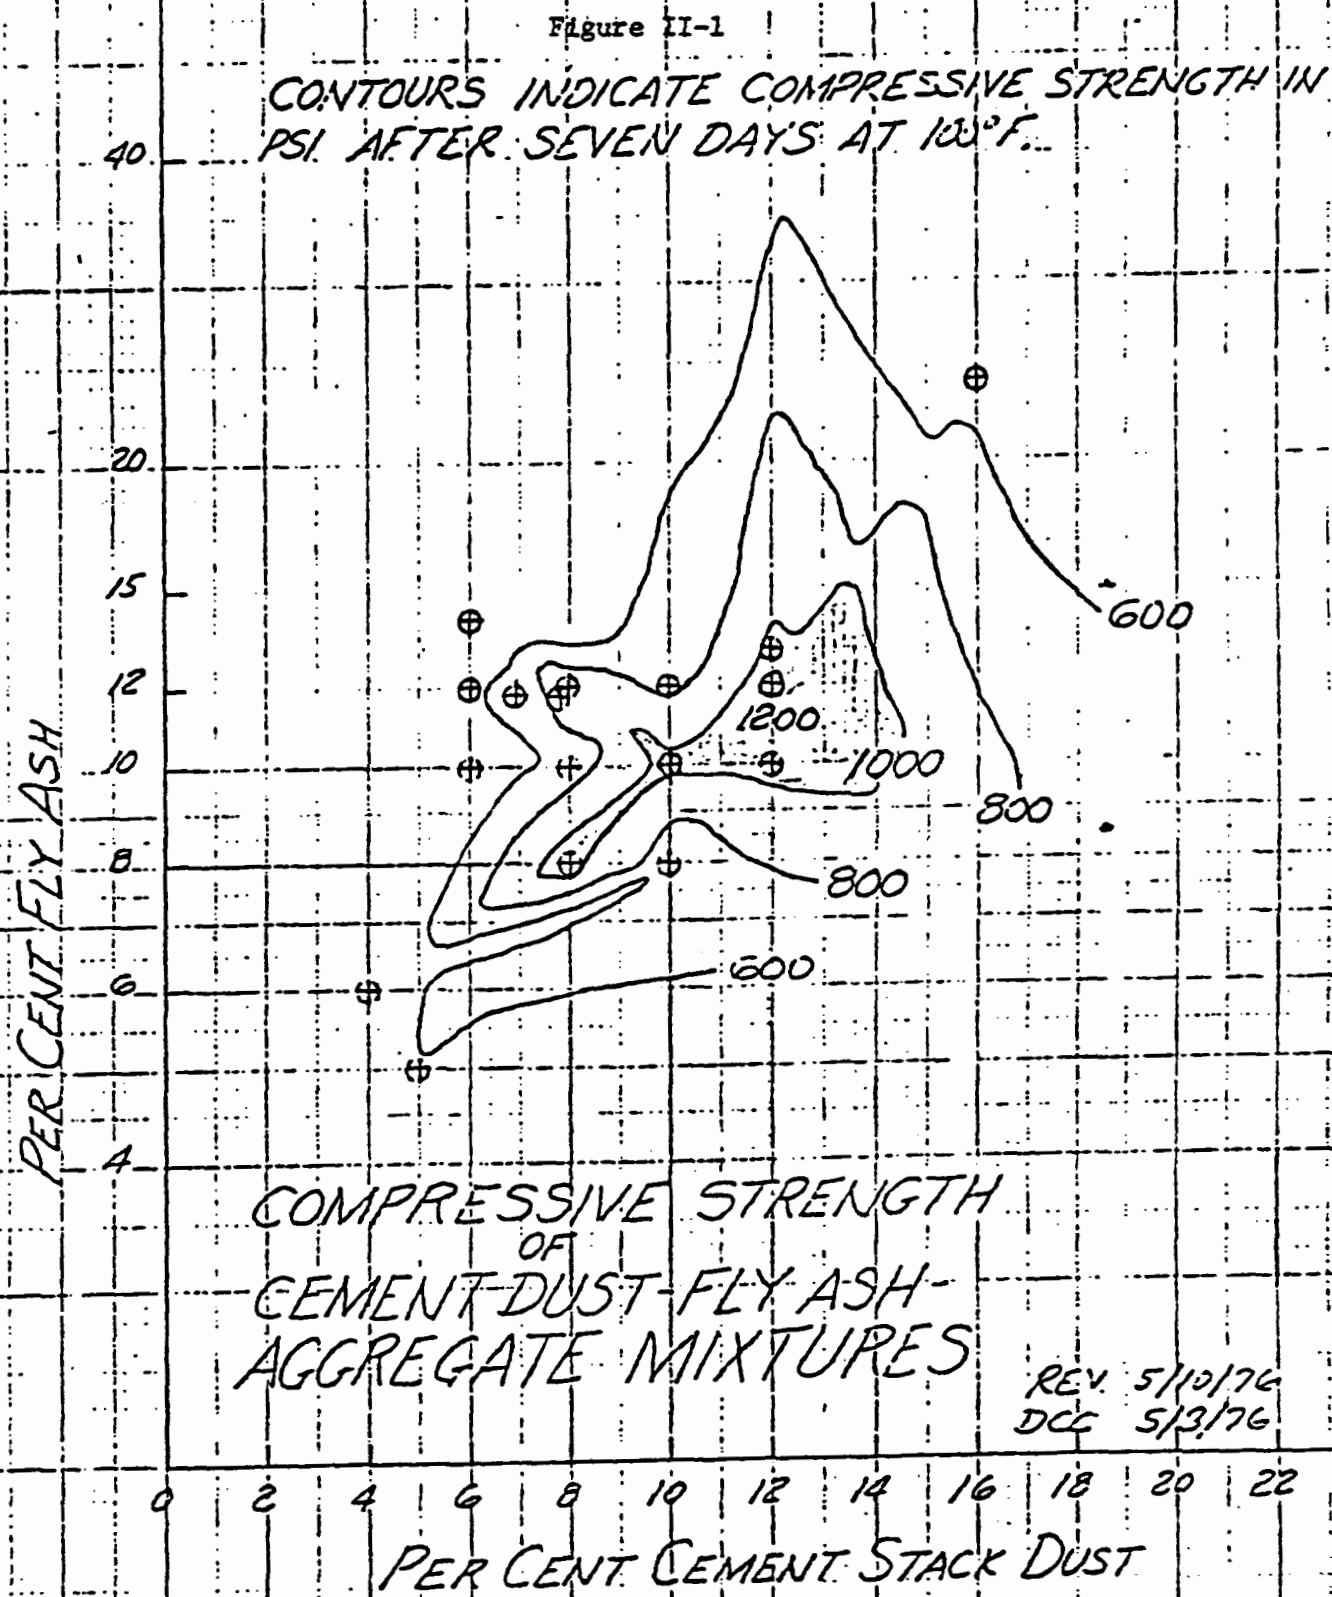 Figure II-1
CONTOURS INDICATE COMPRESSIVE STRENGTH IN
PSI AFTER SEVEN DAYS AT 100°F.
40
20
15
12
10
8
6
4
PER CENT FLY ASH
600
1200
1000
800
800
600
COMPRESSIVE STRENGTH
OF
CEMENT-DUST-FLY ASH-
AGGREGATE MIXTURES
REV. 5/10/76
DCC 5/3/76
0 2 4 6 8 10 12 14 16 18 20 22
PER CENT CEMENT STACK DUST